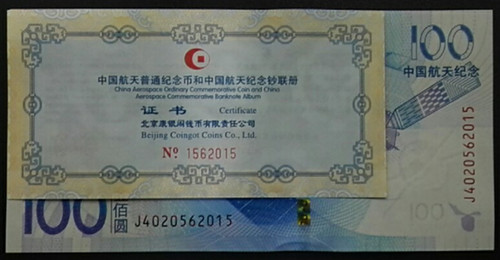 中国航天普通纪念币和中国航天纪念钞联册
China Aerospace Ordinary Commemorative Coin and China
Aerospace Commemorative Banknote Album
证书 Certificate
北京康银阁钱币有限责任公司
Beijing Coingot Coins Co., Ltd.
No. 1562015
100
中国航天纪念
J4020562015
100 佰圆 J4020562015
100